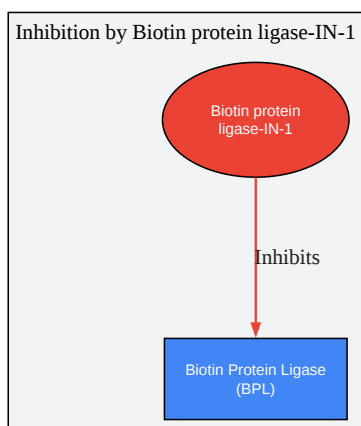 Inhibition by Biotin protein ligase-IN-1
Biotin protein
ligase-IN-1
Inhibits
Biotin Protein Ligase
(BPL)